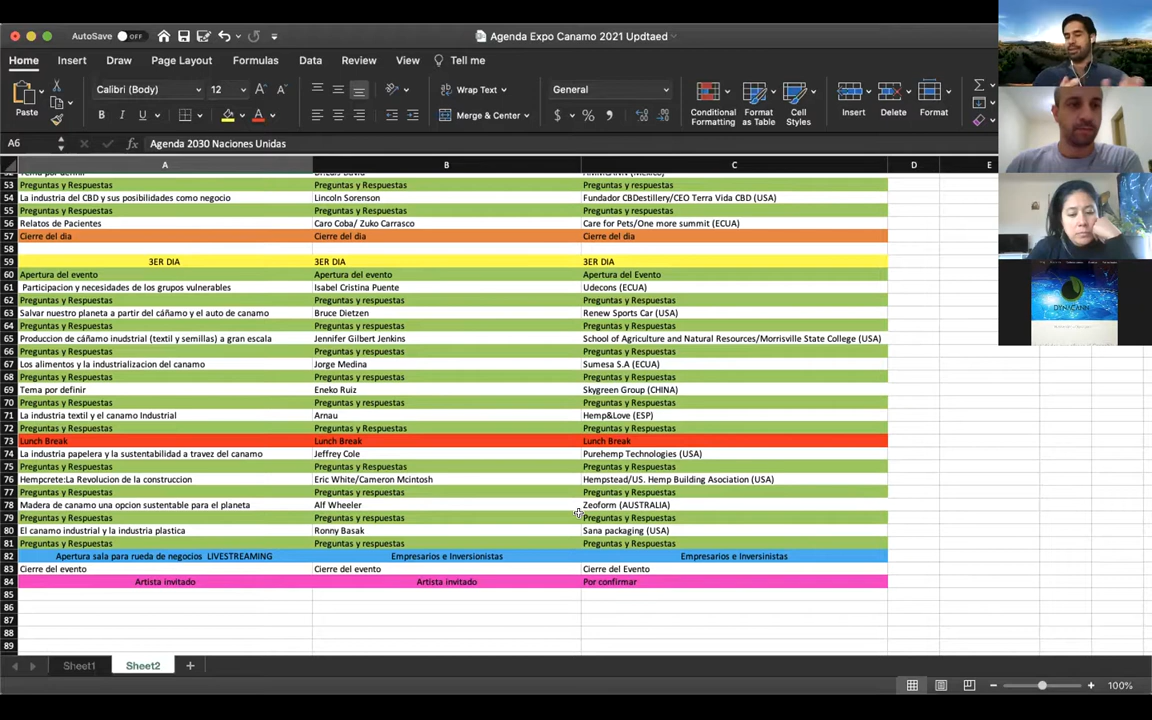 AutoSave OFF Agenda Expo Canamo 2021 Updtaed
Home Insert Draw Page Layout Formulas Data Review View Tell me
Paste Calibri (Body) 12 A A Wrap Text General Conditional Formatting Format as Table Cell Styles Insert Delete Format
B I U A Merge & Center $ %
A6 fx Agenda 2030 Naciones Unidas
A B C D E
53 Preguntas y Respuestas Preguntas y Respuestas Preguntas y respuestas
54 La industria del CBD y sus posibilidades como negocio Lincoln Sorenson Fundador CBDestillery/CEO Terra Vida CBD (USA)
55 Preguntas y Respuestas Preguntas y respuestas Preguntas y Respuestas
56 Relatos de Pacientes Caro Coba/ Zuko Carrasco Care for Pets/One more summit (ECUA)
57 Cierre del dia Cierre del dia Cierre del dia
58
59 3ER DIA 3ER DIA 3ER DIA
60 Apertura del evento Apertura del evento Apertura del Evento
61 Participacion y necesidades de los grupos vulnerables Isabel Cristina Puente Udecons (ECUA)
62 Preguntas y Respuestas Preguntas y Respuestas Preguntas y Respuestas
63 Salvar nuestro planeta a partir del cáñamo y el auto de canamo Bruce Dietzen Renew Sports Car (USA)
64 Preguntas y Respuestas Preguntas y Respuestas Preguntas y Respuestas
65 Produccion de cáñamo inudstrial (textil y semillas) a gran escala Jennifer Gilbert Jenkins School of Agriculture and Natural Resources/Morrisville State College (USA)
66 Preguntas y Respuestas Preguntas y respuestas Preguntas y Respuestas
67 Los alimentos y la industrializacion del canamo Jorge Medina Sumesa S.A (ECUA)
68 Preguntas y Respuestas Preguntas y respuestas Preguntas y Respuestas
69 Tema por definir Eneko Ruiz Skygreen Group (CHINA)
70 Preguntas y Respuestas Preguntas y respuestas Preguntas y Respuestas
71 La industria textil y el canamo Industrial Arnau Hemp&Love (ESP)
72 Preguntas y Respuestas Preguntas y Respuestas Preguntas y Respuestas
73 Lunch Break Lunch Break Lunch Break
74 La industria papelera y la sustentabilidad a travez del canamo Jeffrey Cole Purehemp Technologies (USA)
75 Preguntas y Respuestas Preguntas y Respuestas Preguntas y Respuestas
76 Hempcrete:La Revolucion de la construccion Eric White/Cameron Mcintosh Hempstead/US. Hemp Building Asociation (USA)
77 Preguntas y Respuestas Preguntas y respuestas Preguntas y Respuestas
78 Madera de canamo una opcion sustentable para el planeta Alf Wheeler Zeoform (AUSTRALIA)
79 Preguntas y Respuestas Preguntas y respuestas Preguntas y Respuestas
80 El canamo industrial y la industria plastica Ronny Basak Sana packaging (USA)
81 Preguntas y Respuestas Preguntas y respuestas Preguntas y Respuestas
82 Apertura sala para rueda de negocios LIVESTREAMING Empresarios e Inversionistas Empresarios e Inversinistas
83 Cierre del evento Cierre del evento Cierre del Evento
84 Artista invitado Artista invitado Por confirmar
85
86
87
88
89
Sheet1 Sheet2 +
100%
DYNACANN